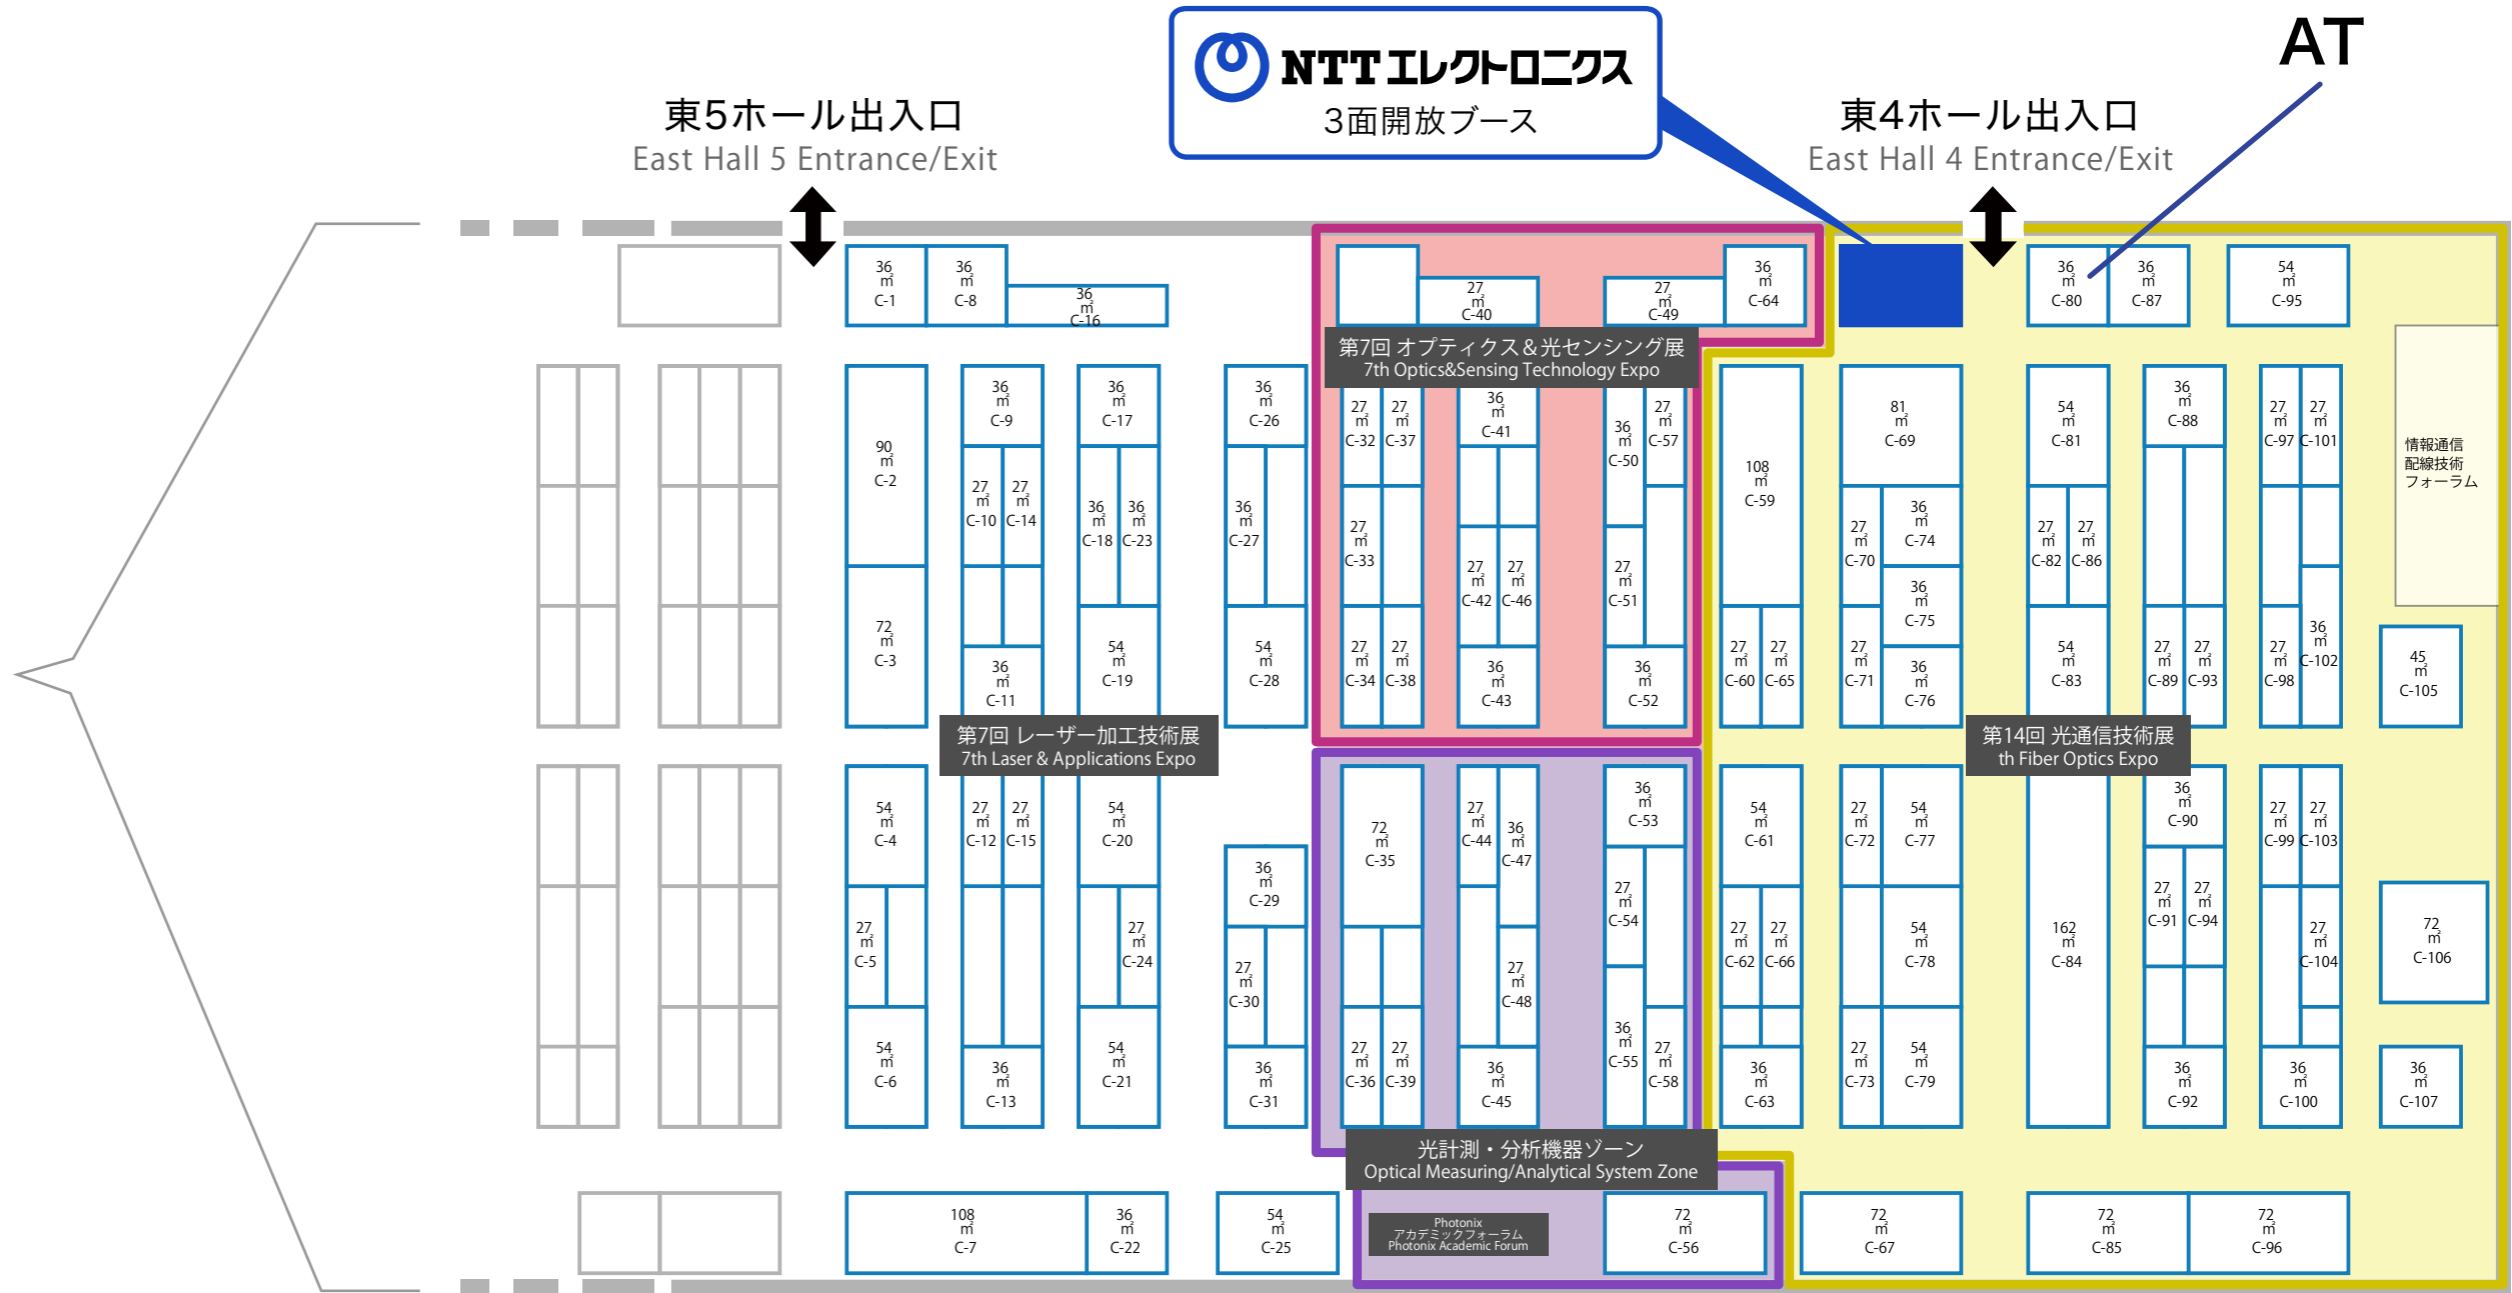 NTTエレクトロニクス
3面開放ブース
AT
東5ホール出入口
East Hall 5 Entrance/Exit
東4ホール出入口
East Hall 4 Entrance/Exit
36㎡ C-1
36㎡ C-8
36㎡ C-16
27㎡ C-40
27㎡ C-49
36㎡ C-64
36㎡ C-80
36㎡ C-87
54㎡ C-95
第7回 オプティクス＆光センシング展
7th Optics&Sensing Technology Expo
90㎡ C-2
36㎡ C-9
36㎡ C-17
36㎡ C-26
27㎡ C-32
27㎡ C-37
36㎡ C-41
36㎡ C-50
27㎡ C-57
108㎡ C-59
81㎡ C-69
54㎡ C-81
36㎡ C-88
27㎡ C-97
27㎡ C-101
情報通信
配線技術
フォーラム
27㎡ C-10
27㎡ C-14
36㎡ C-18
36㎡ C-23
36㎡ C-27
27㎡ C-33
27㎡ C-42
27㎡ C-46
27㎡ C-51
27㎡ C-70
36㎡ C-74
36㎡ C-75
27㎡ C-82
27㎡ C-86
72㎡ C-3
36㎡ C-11
54㎡ C-19
54㎡ C-28
27㎡ C-34
27㎡ C-38
36㎡ C-43
36㎡ C-52
27㎡ C-60
27㎡ C-65
27㎡ C-71
36㎡ C-76
54㎡ C-83
27㎡ C-89
27㎡ C-93
27㎡ C-98
36㎡ C-102
45㎡ C-105
第7回 レーザー加工技術展
7th Laser & Applications Expo
第14回 光通信技術展
th Fiber Optics Expo
54㎡ C-4
27㎡ C-12
27㎡ C-15
54㎡ C-20
72㎡ C-35
27㎡ C-44
36㎡ C-47
36㎡ C-53
54㎡ C-61
27㎡ C-72
54㎡ C-77
36㎡ C-90
27㎡ C-99
27㎡ C-103
36㎡ C-29
27㎡ C-5
27㎡ C-24
27㎡ C-30
27㎡ C-48
27㎡ C-54
27㎡ C-62
27㎡ C-66
54㎡ C-78
162㎡ C-84
27㎡ C-91
27㎡ C-94
27㎡ C-104
72㎡ C-106
54㎡ C-6
36㎡ C-13
54㎡ C-21
36㎡ C-31
27㎡ C-36
27㎡ C-39
36㎡ C-45
36㎡ C-55
27㎡ C-58
36㎡ C-63
27㎡ C-73
54㎡ C-79
36㎡ C-92
36㎡ C-100
36㎡ C-107
光計測・分析機器ゾーン
Optical Measuring/Analytical System Zone
108㎡ C-7
36㎡ C-22
54㎡ C-25
Photonix
アカデミックフォーラム
Photonix Academic Forum
72㎡ C-56
72㎡ C-67
72㎡ C-85
72㎡ C-96